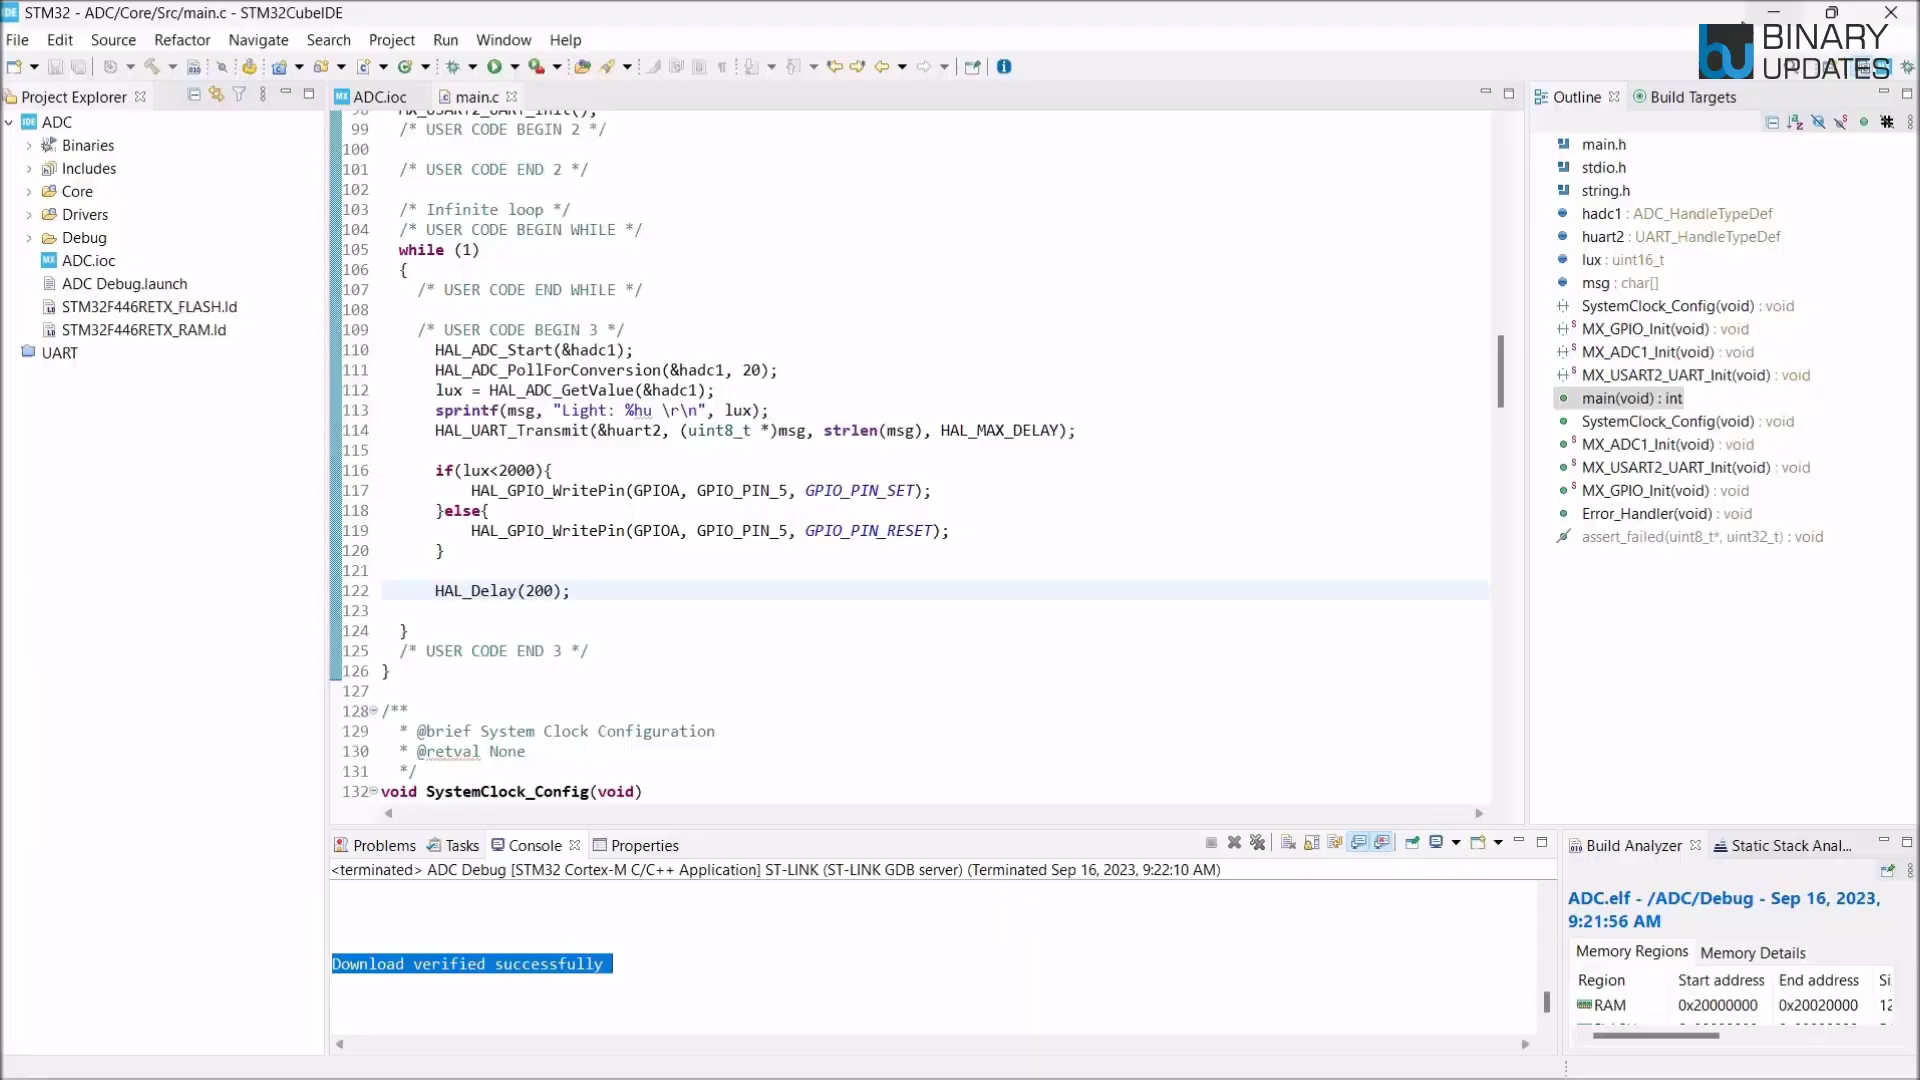 STM32 - ADC/Core/Src/main.c - STM32CubeIDE
File Edit Source Refactor Navigate Search Project Run Window Help
BINARY
UPDATES
Project Explorer
ADC
Binaries
Includes
Core
Drivers
Debug
ADC.ioc
ADC Debug.launch
STM32F446RETX_FLASH.ld
STM32F446RETX_RAM.ld
UART
ADC.ioc main.c
98 MX_USART2_UART_Init();
99 /* USER CODE BEGIN 2 */
100
101 /* USER CODE END 2 */
102
103 /* Infinite loop */
104 /* USER CODE BEGIN WHILE */
105 while (1)
106 {
107 /* USER CODE END WHILE */
108
109 /* USER CODE BEGIN 3 */
110 HAL_ADC_Start(&hadc1);
111 HAL_ADC_PollForConversion(&hadc1, 20);
112 lux = HAL_ADC_GetValue(&hadc1);
113 sprintf(msg, "Light: %hu \r\n", lux);
114 HAL_UART_Transmit(&huart2, (uint8_t *)msg, strlen(msg), HAL_MAX_DELAY);
115
116 if(lux<2000){
117 HAL_GPIO_WritePin(GPIOA, GPIO_PIN_5, GPIO_PIN_SET);
118 }else{
119 HAL_GPIO_WritePin(GPIOA, GPIO_PIN_5, GPIO_PIN_RESET);
120 }
121
122 HAL_Delay(200);
123
124 }
125 /* USER CODE END 3 */
126 }
127
128 /**
129 * @brief System Clock Configuration
130 * @retval None
131 */
132 void SystemClock_Config(void)
Outline Build Targets
main.h
stdio.h
string.h
hadc1 : ADC_HandleTypeDef
huart2 : UART_HandleTypeDef
lux : uint16_t
msg : char[]
SystemClock_Config(void) : void
MX_GPIO_Init(void) : void
MX_ADC1_Init(void) : void
MX_USART2_UART_Init(void) : void
main(void) : int
SystemClock_Config(void) : void
MX_ADC1_Init(void) : void
MX_USART2_UART_Init(void) : void
MX_GPIO_Init(void) : void
Error_Handler(void) : void
assert_failed(uint8_t*, uint32_t) : void
Problems Tasks Console Properties
<terminated> ADC Debug [STM32 Cortex-M C/C++ Application] ST-LINK (ST-LINK GDB server) (Terminated Sep 16, 2023, 9:22:10 AM)
Download verified successfully
Build Analyzer Static Stack Anal...
ADC.elf - /ADC/Debug - Sep 16, 2023,
9:21:56 AM
Memory Regions Memory Details
Region Start address End address Si
RAM 0x20000000 0x20020000 12